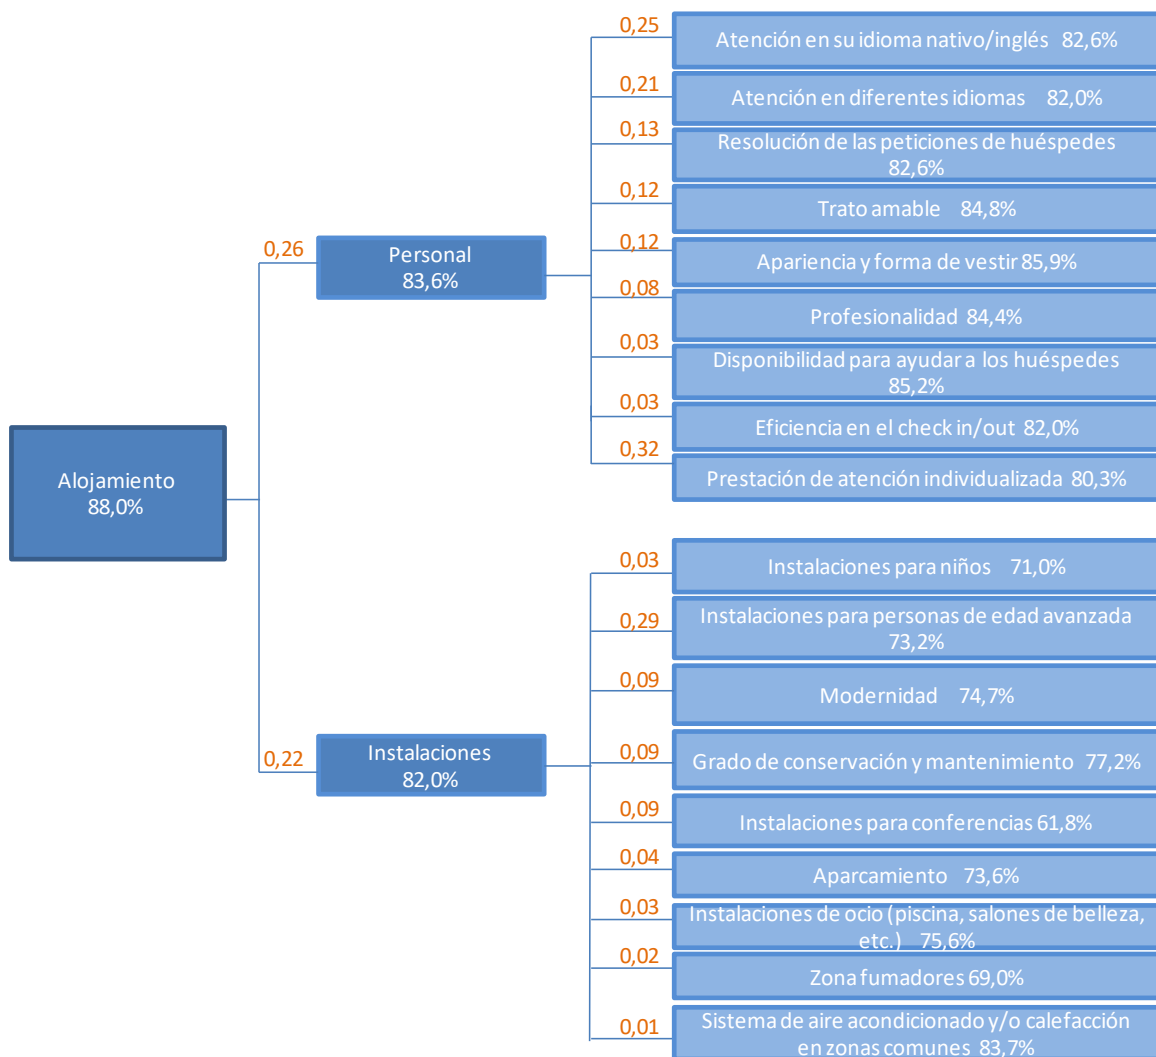 0,25
Atención en su idioma nativo/inglés 82,6%
0,21
Atención en diferentes idiomas 82,0%
0,13
Resolución de las peticiones de huéspedes
82,6%
0,12
Trato amable 84,8%
0,26
Personal
83,6%
0,12
Apariencia y forma de vestir 85,9%
0,08
Profesionalidad 84,4%
0,03
Disponibilidad para ayudar a los huéspedes
85,2%
0,03
Eficiencia en el check in/out 82,0%
0,32
Prestación de atención individualizada 80,3%
Alojamiento
88,0%
0,03
Instalaciones para niños 71,0%
0,29
Instalaciones para personas de edad avanzada
73,2%
0,09
Modernidad 74,7%
0,22
Instalaciones
82,0%
0,09
Grado de conservación y mantenimiento 77,2%
0,09
Instalaciones para conferencias 61,8%
0,04
Aparcamiento 73,6%
0,03
Instalaciones de ocio (piscina, salones de belleza,
etc.) 75,6%
0,02
Zona fumadores 69,0%
0,01
Sistema de aire acondicionado y/o calefacción
en zonas comunes 83,7%